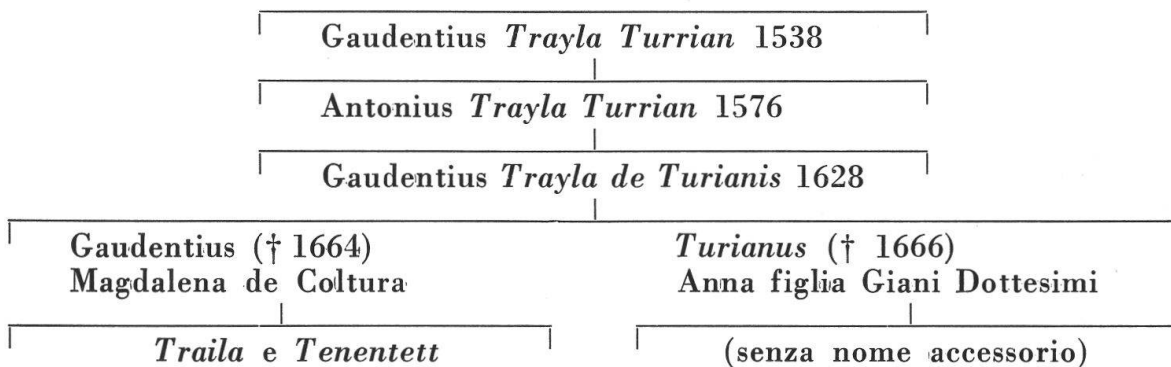 Gaudentius Trayla Turrian 1538
Antonius Trayla Turrian 1576
Gaudentius Trayla de Turianis 1628
Gaudentius († 1664)
Magdalena de Coltura
Turianus († 1666)
Anna figlia Giani Dottesimi
Traila e Tenentett
(senza nome accessorio)